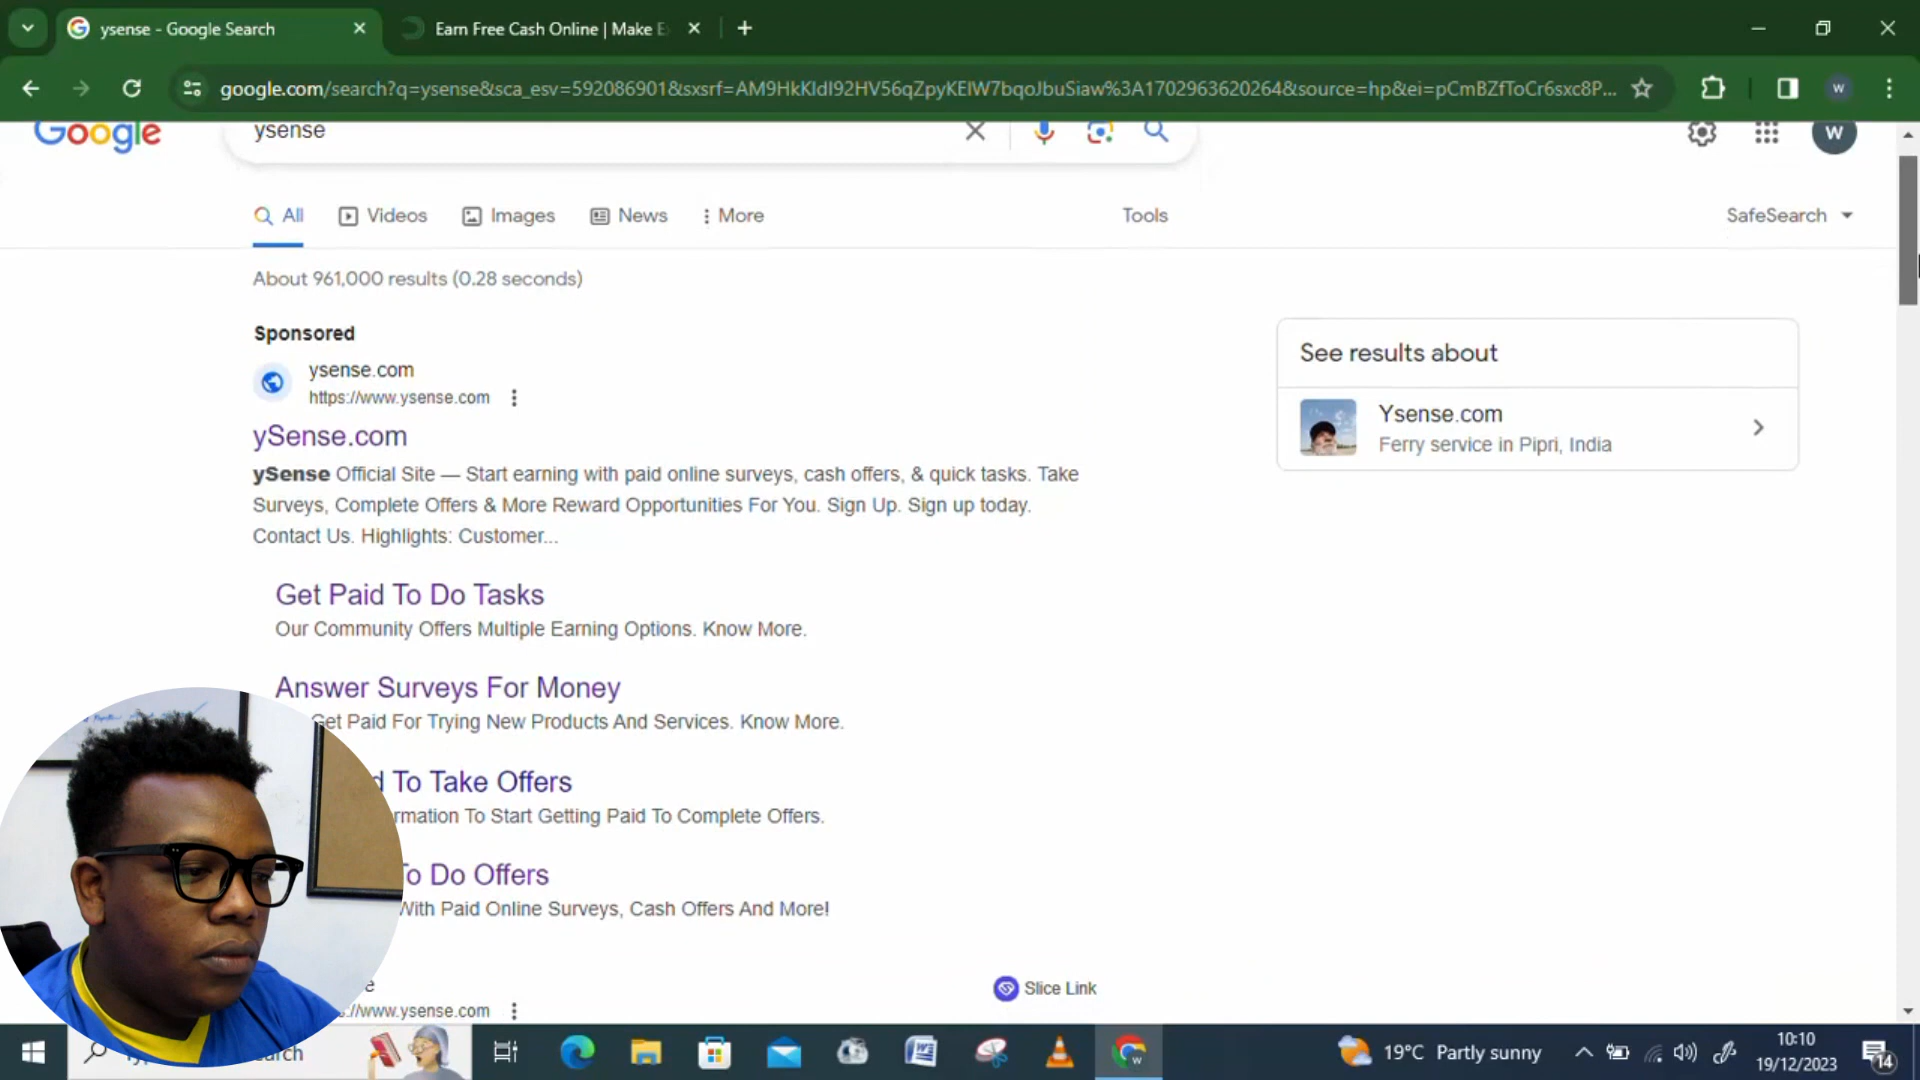 ysense - Google Search
Earn Free Cash Online | Make E
google.com/search?q=ysense&sca_esv=592086901&sxsrf=AM9HkKldI92HV56qZpyKEIW7bqoJbuSiaw%3A1702963620264&source=hp&ei=pCmBZfToCr6sxc8P...
W
Google
ysense
W
All
Videos
Images
News
More
Tools
SafeSearch
About 961,000 results (0.28 seconds)
Sponsored
ysense.com
https://www.ysense.com
ySense.com
ySense Official Site — Start earning with paid online surveys, cash offers, & quick tasks. Take
Surveys, Complete Offers & More Reward Opportunities For You. Sign Up. Sign up today.
Contact Us. Highlights: Customer...
See results about
Ysense.com
Ferry service in Pipri, India
Get Paid To Do Tasks
Our Community Offers Multiple Earning Options. Know More.
Answer Surveys For Money
Get Paid For Trying New Products And Services. Know More.
d To Take Offers
rmation To Start Getting Paid To Complete Offers.
To Do Offers
With Paid Online Surveys, Cash Offers And More!
e
s://www.ysense.com
Slice Link
earch
19°C Partly sunny
10:10
19/12/2023
14